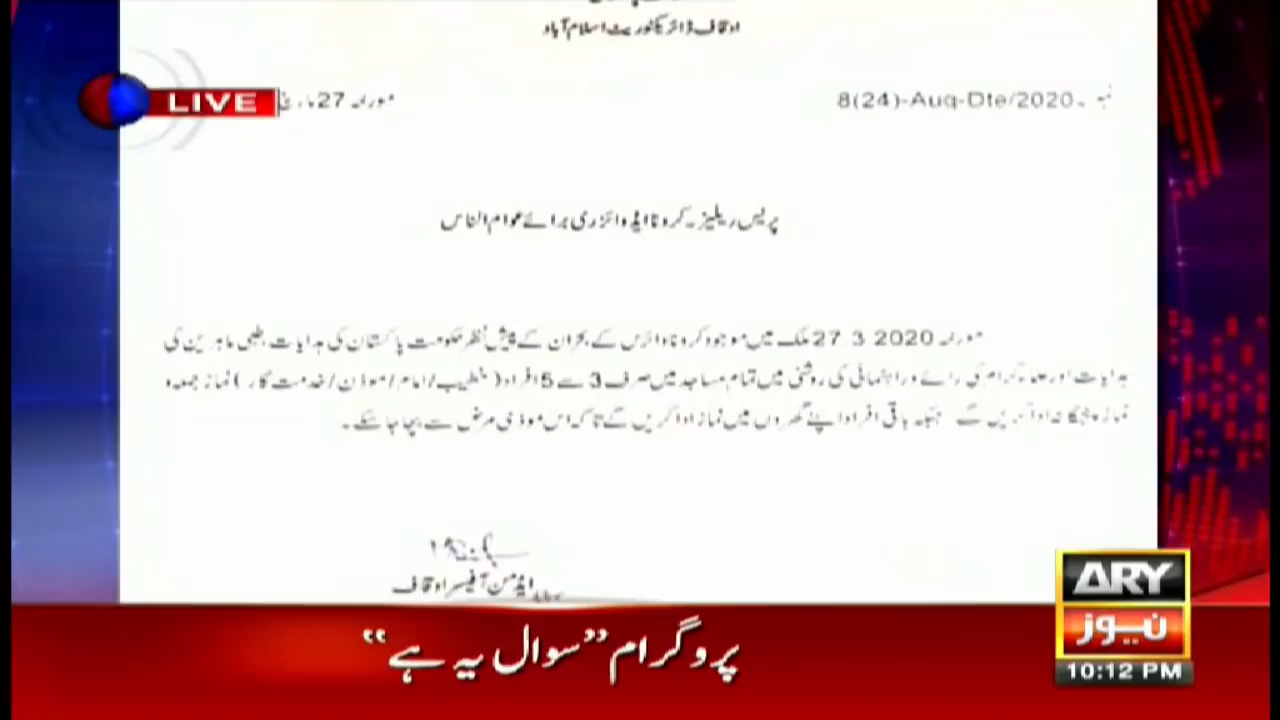 اوقاف ڈائریکٹوریٹ اسلام آباد
نمبر 8(24)-Auq-Dte/2020
مورخہ 27 مارچ
LIVE
پریس ریلیز۔ کرونا ایڈوائزری برائے عوام الناس
مورخہ 27 3 2020 ملک میں موجود کرونا وائرس کے بحران کے پیش نظر حکومت پاکستان کی ہدایات طبی ماہرین کی
ہدایات اور علماء کرام کی رائے و راہنمائی کی روشنی میں تمام مساجد میں صرف 3 سے 5 افراد (خطیب/امام/موذن/خدمت گار) نماز جمعہ و
نماز پنجگانہ ادا کریں گے جبکہ باقی افراد اپنے گھروں میں نماز ادا کریں گے تاکہ اس موذی مرض سے بچا جا سکے۔
ایڈمن آفیسر اوقاف
پروگرام ”سوال یہ ہے“
ARY
نیوز
10:12 PM